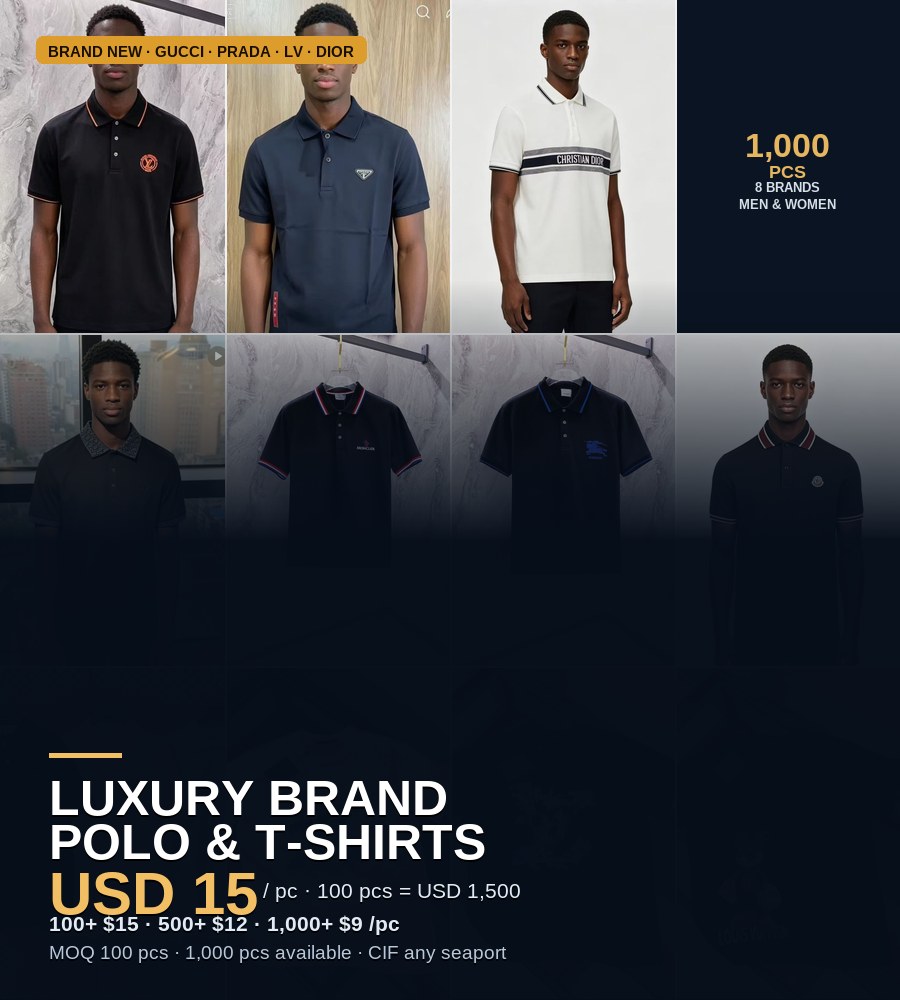 BRAND NEW · GUCCI · PRADA · LV · DIOR
CHRISTIAN DIOR
1,000
PCS
8 BRANDS
MEN & WOMEN
LUXURY BRAND
POLO & T-SHIRTS
USD 15 / pc · 100 pcs = USD 1,500
100+ $15 · 500+ $12 · 1,000+ $9 /pc
MOQ 100 pcs · 1,000 pcs available · CIF any seaport